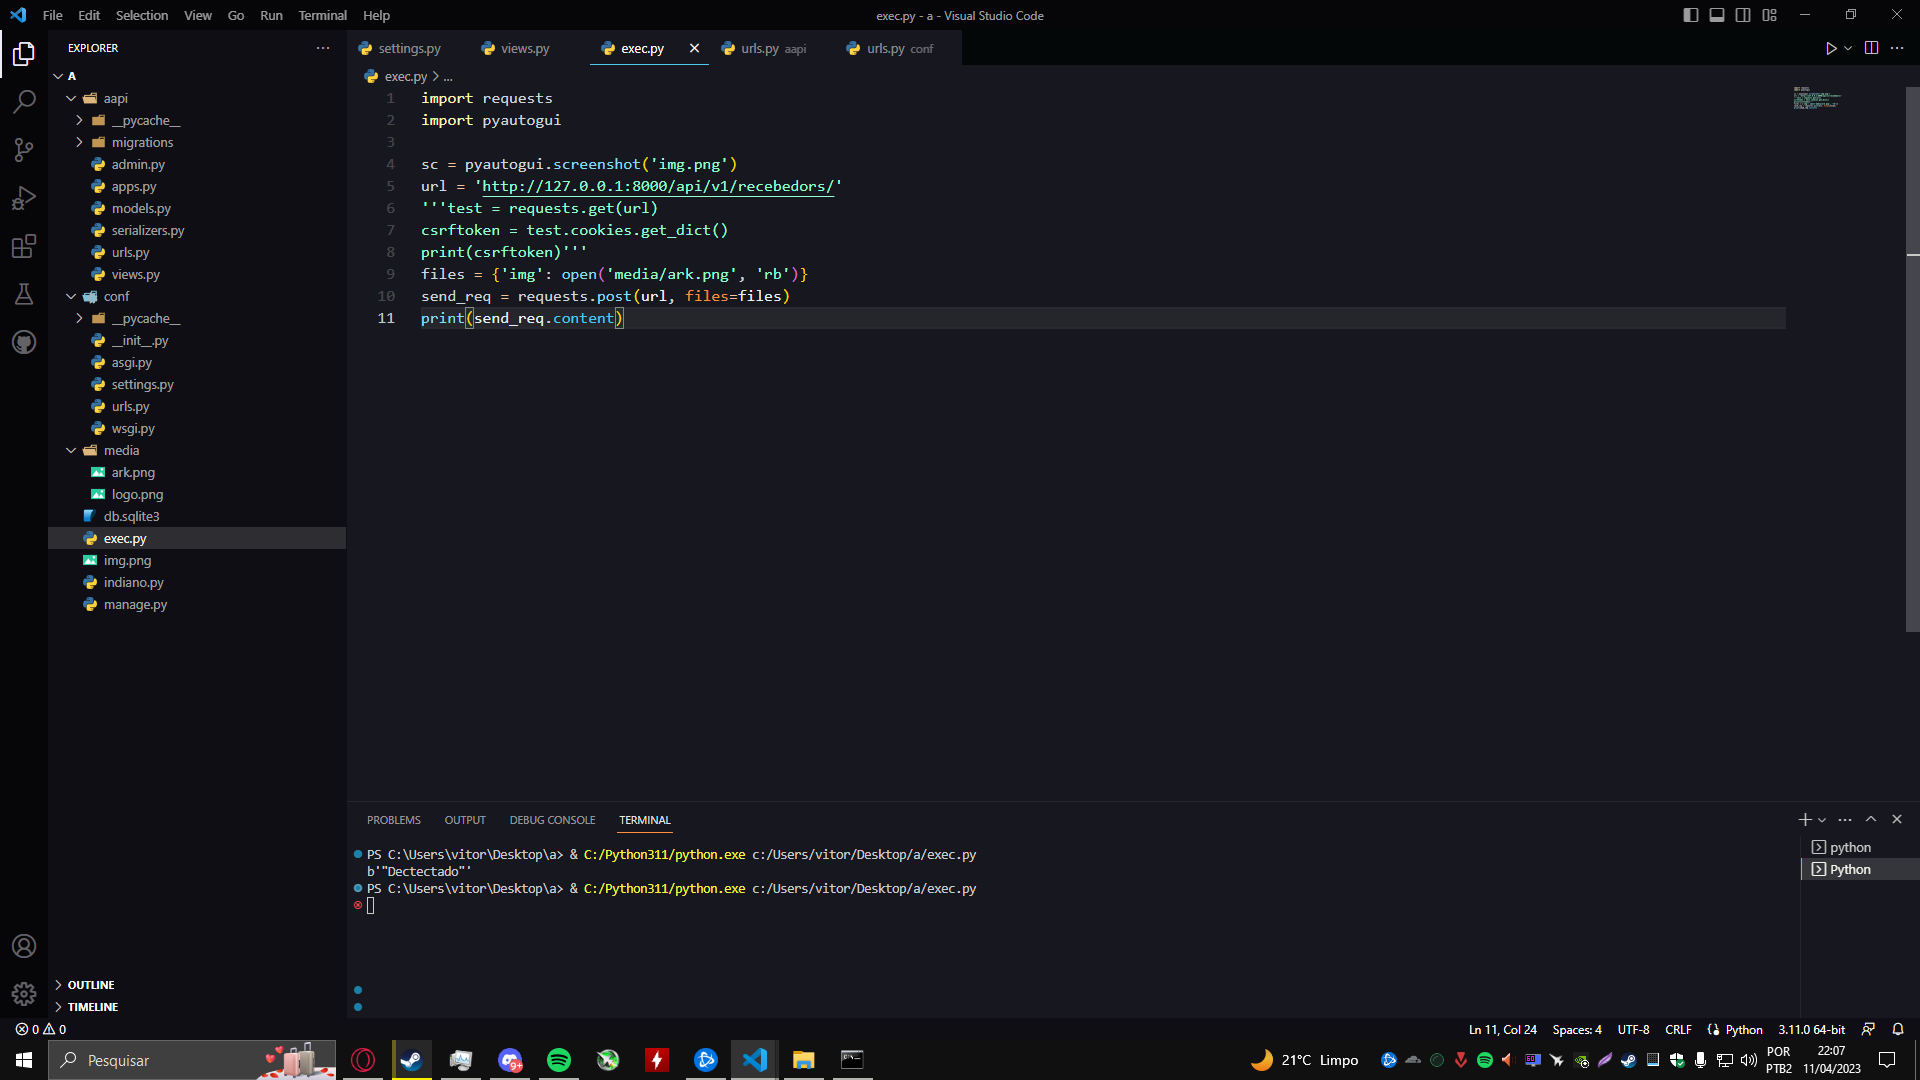 File Edit Selection View Go Run Terminal Help
exec.py - a - Visual Studio Code
EXPLORER
A
aapi
__pycache__
migrations
admin.py
apps.py
models.py
serializers.py
urls.py
views.py
conf
__pycache__
__init__.py
asgi.py
settings.py
urls.py
wsgi.py
media
ark.png
logo.png
db.sqlite3
exec.py
img.png
indiano.py
manage.py
OUTLINE
TIMELINE
settings.py views.py exec.py urls.py aapi urls.py conf
exec.py > ...
1 import requests
2 import pyautogui
3
4 sc = pyautogui.screenshot('img.png')
5 url = 'http://127.0.0.1:8000/api/v1/recebedors/'
6 '''test = requests.get(url)
7 csrftoken = test.cookies.get_dict()
8 print(csrftoken)'''
9 files = {'img': open('media/ark.png', 'rb')}
10 send_req = requests.post(url, files=files)
11 print(send_req.content)
PROBLEMS OUTPUT DEBUG CONSOLE TERMINAL
PS C:\Users\vitor\Desktop\a> & C:/Python311/python.exe c:/Users/vitor/Desktop/a/exec.py
b'"Dectectado"'
PS C:\Users\vitor\Desktop\a> & C:/Python311/python.exe c:/Users/vitor/Desktop/a/exec.py
python
Python
0 0
Ln 11, Col 24 Spaces: 4 UTF-8 CRLF Python 3.11.0 64-bit
Pesquisar
9+
21°C Limpo
POR
PTB2
22:07
11/04/2023